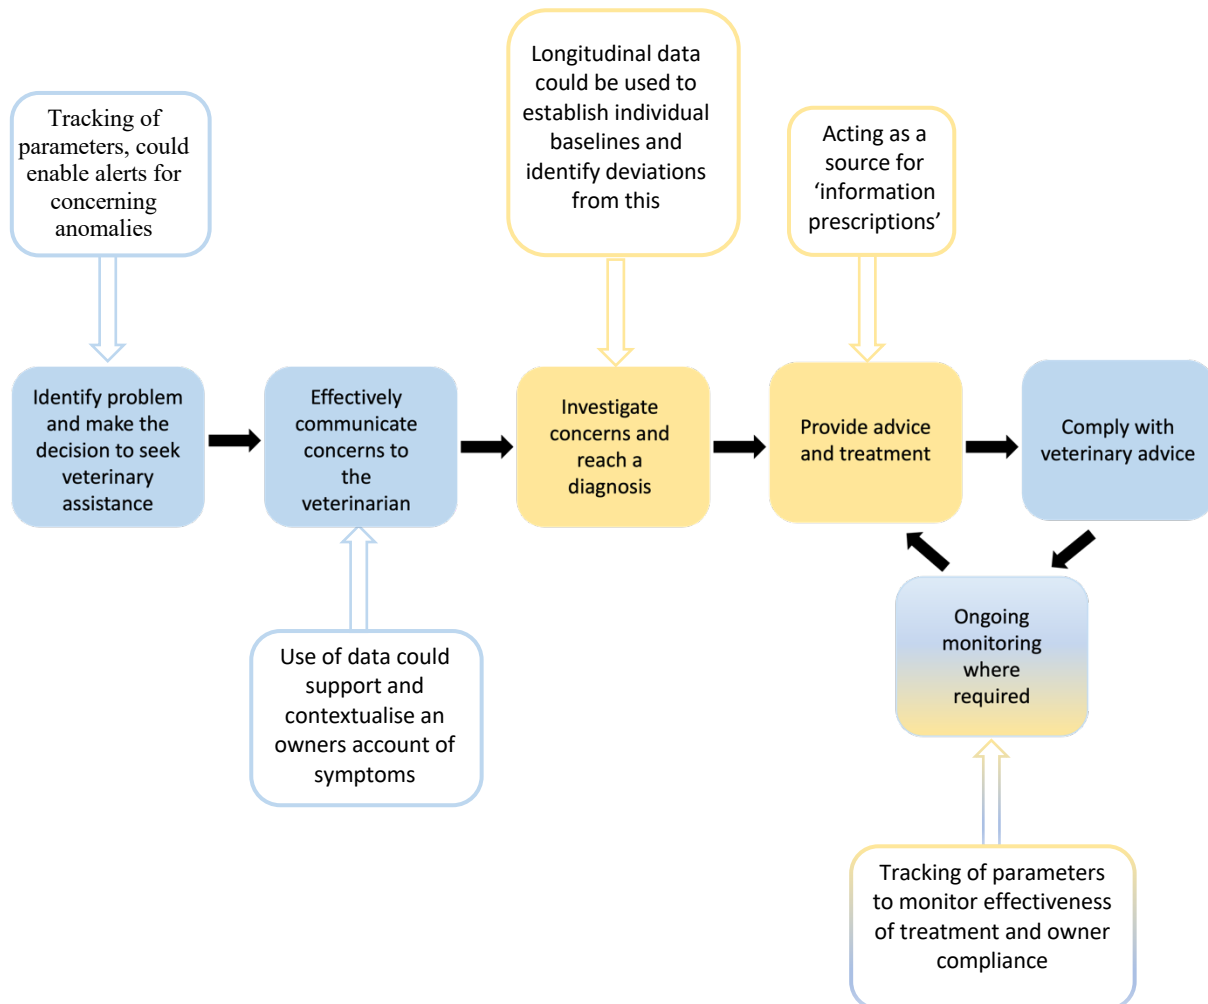 Longitudinal data
could be used to
establish individual
baselines and
identify deviations
from this
Tracking of
parameters, could
enable alerts for
concerning
anomalies
Acting as a
source for
‘information
prescriptions’
Identify problem
and make the
decision to seek
veterinary
assistance
Effectively
communicate
concerns to
the
veterinarian
Investigate
concerns and
reach a
diagnosis
Provide advice
and treatment
Comply with
veterinary advice
Ongoing
monitoring
where
required
Use of data could
support and
contextualise an
owners account of
symptoms
Tracking of parameters
to monitor effectiveness
of treatment and owner
compliance